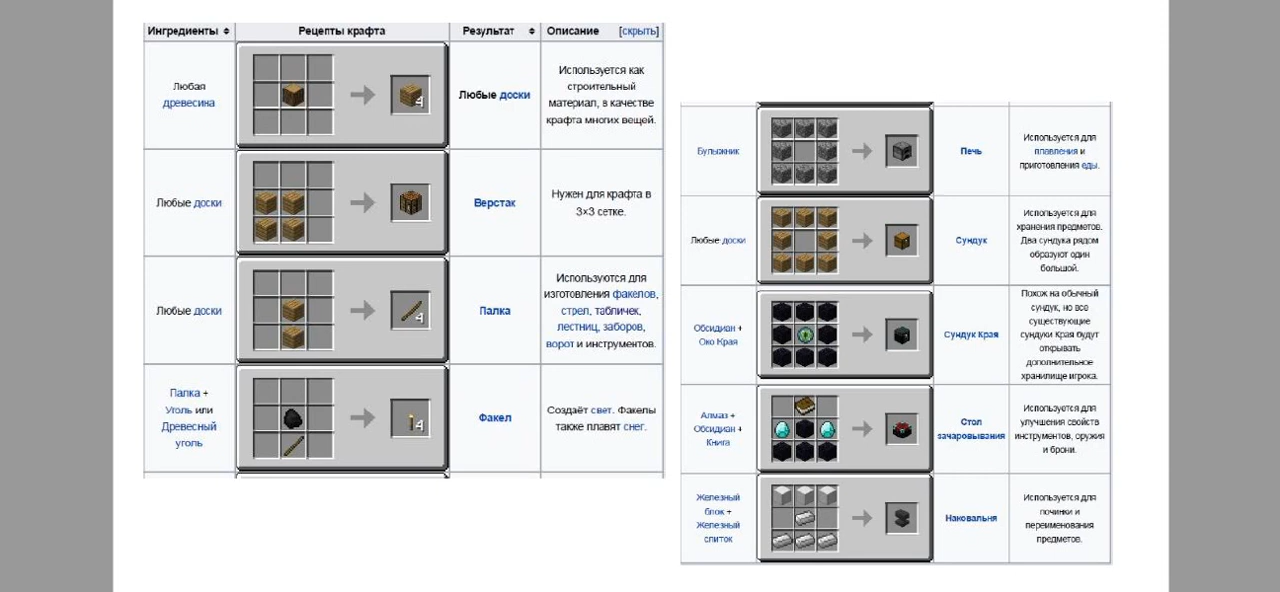 Ингредиенты Рецепты крафта Результат Описание [скрыть]
Любая
древесина
4
Любые доски
Используется как
строительный
материал, в качестве
крафта многих вещей.
Любые доски
Верстак
Нужен для крафта в
3×3 сетке.
Любые доски
4
Палка
Используются для
изготовления факелов,
стрел, табличек,
лестниц, заборов,
ворот и инструментов.
Палка +
Уголь или
Древесный
уголь
4
Факел
Создаёт свет. Факелы
также плавят снег.
Булыжник
Печь
Используется для
плавления и
приготовления еды.
Любые доски
Сундук
Используется для
хранения предметов.
Два сундука рядом
образуют один
большой.
Обсидиан +
Око Края
Сундук Края
Похож на обычный
сундук, но все
существующие
сундуки Края будут
открывать
дополнительное
хранилище игрока.
Алмаз +
Обсидиан +
Книга
Стол
зачаровывания
Используется для
улучшения свойств
инструментов, оружия
и брони.
Железный
блок +
Железный
слиток
Наковальня
Используется для
починки и
переименования
предметов.